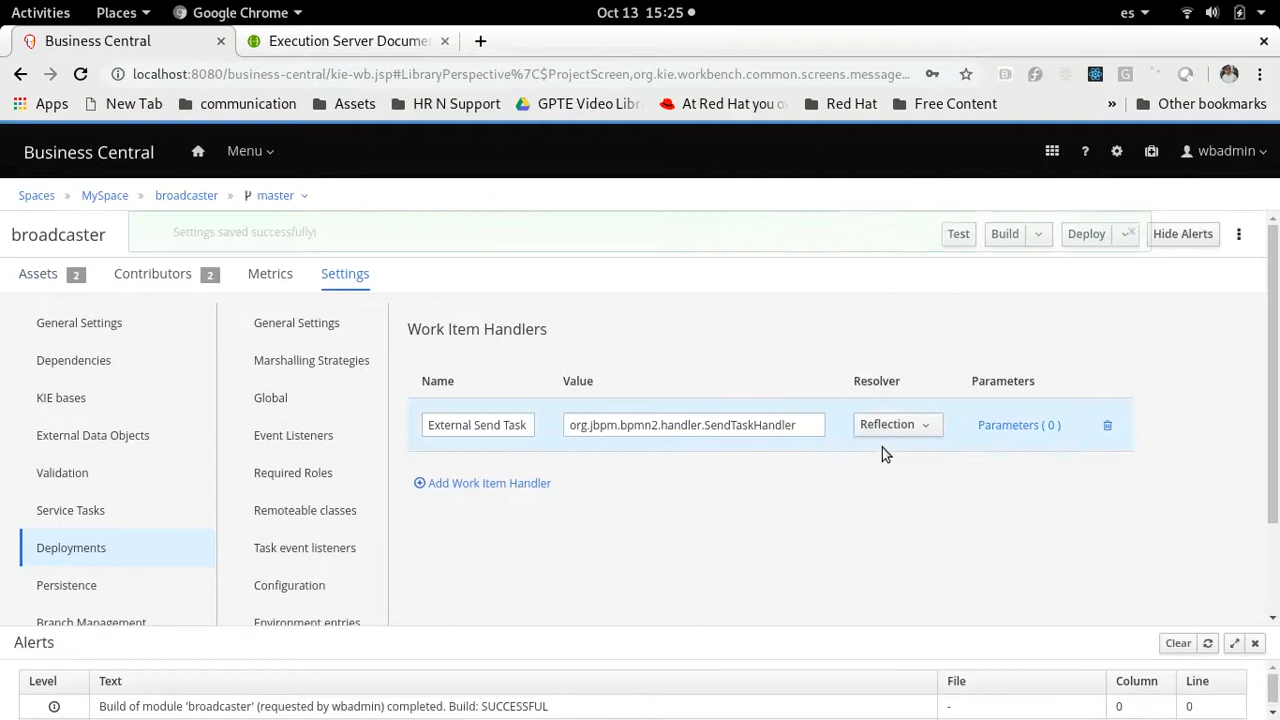 Activities Places Google Chrome Oct 13 15:25 es
Business Central Execution Server Docume
localhost:8080/business-central/kie-wb.jsp#LibraryPerspective%7C$ProjectScreen,org.kie.workbench.common.screens.message...
Apps New Tab communication Assets HR N Support GPTE Video Libr At Red Hat you o » Red Hat Free Content Other bookmarks
Business Central Menu wbadmin
Spaces » MySpace » broadcaster » master
broadcaster Settings saved successfully! Test Build Deploy Hide Alerts
Assets 2 Contributors 2 Metrics Settings
General Settings General Settings Work Item Handlers
Dependencies Marshalling Strategies
Name Value Resolver Parameters
KIE bases Global
External Send Task org.jbpm.bpmn2.handler.SendTaskHandler Reflection Parameters ( 0 )
External Data Objects Event Listeners
Validation Required Roles Add Work Item Handler
Service Tasks Remoteable classes
Deployments Task event listeners
Persistence Configuration
Branch Management Environment entries
Alerts Clear
Level Text File Column Line
Build of module 'broadcaster' (requested by wbadmin) completed. Build: SUCCESSFUL - 0 0